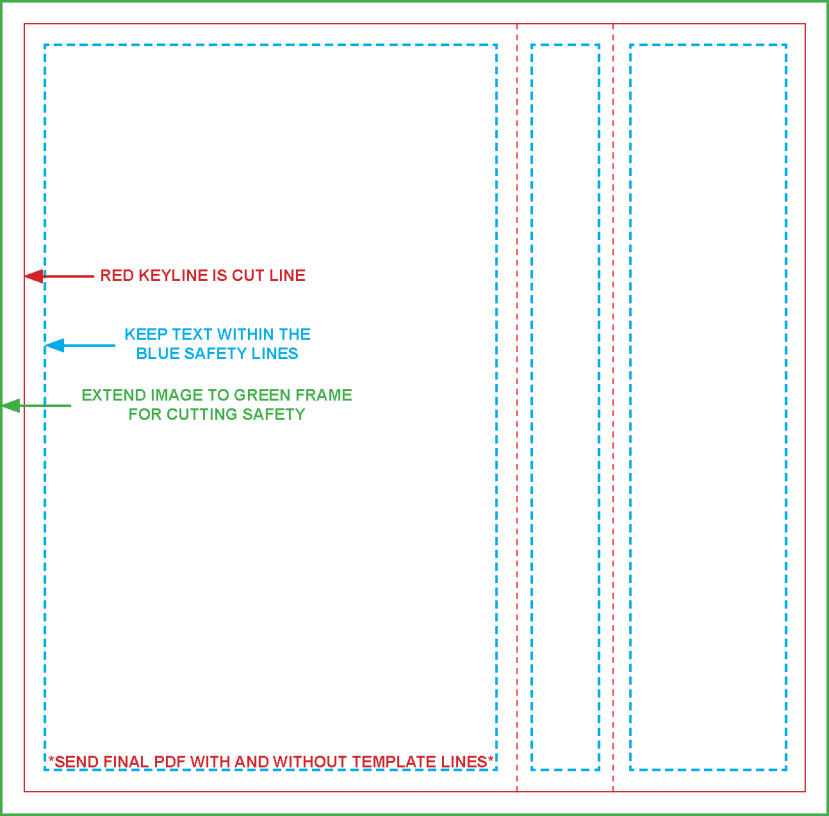 RED KEYLINE IS CUT LINE
KEEP TEXT WITHIN THE
BLUE SAFETY LINES
EXTEND IMAGE TO GREEN FRAME
FOR CUTTING SAFETY
*SEND FINAL PDF WITH AND WITHOUT TEMPLATE LINES*